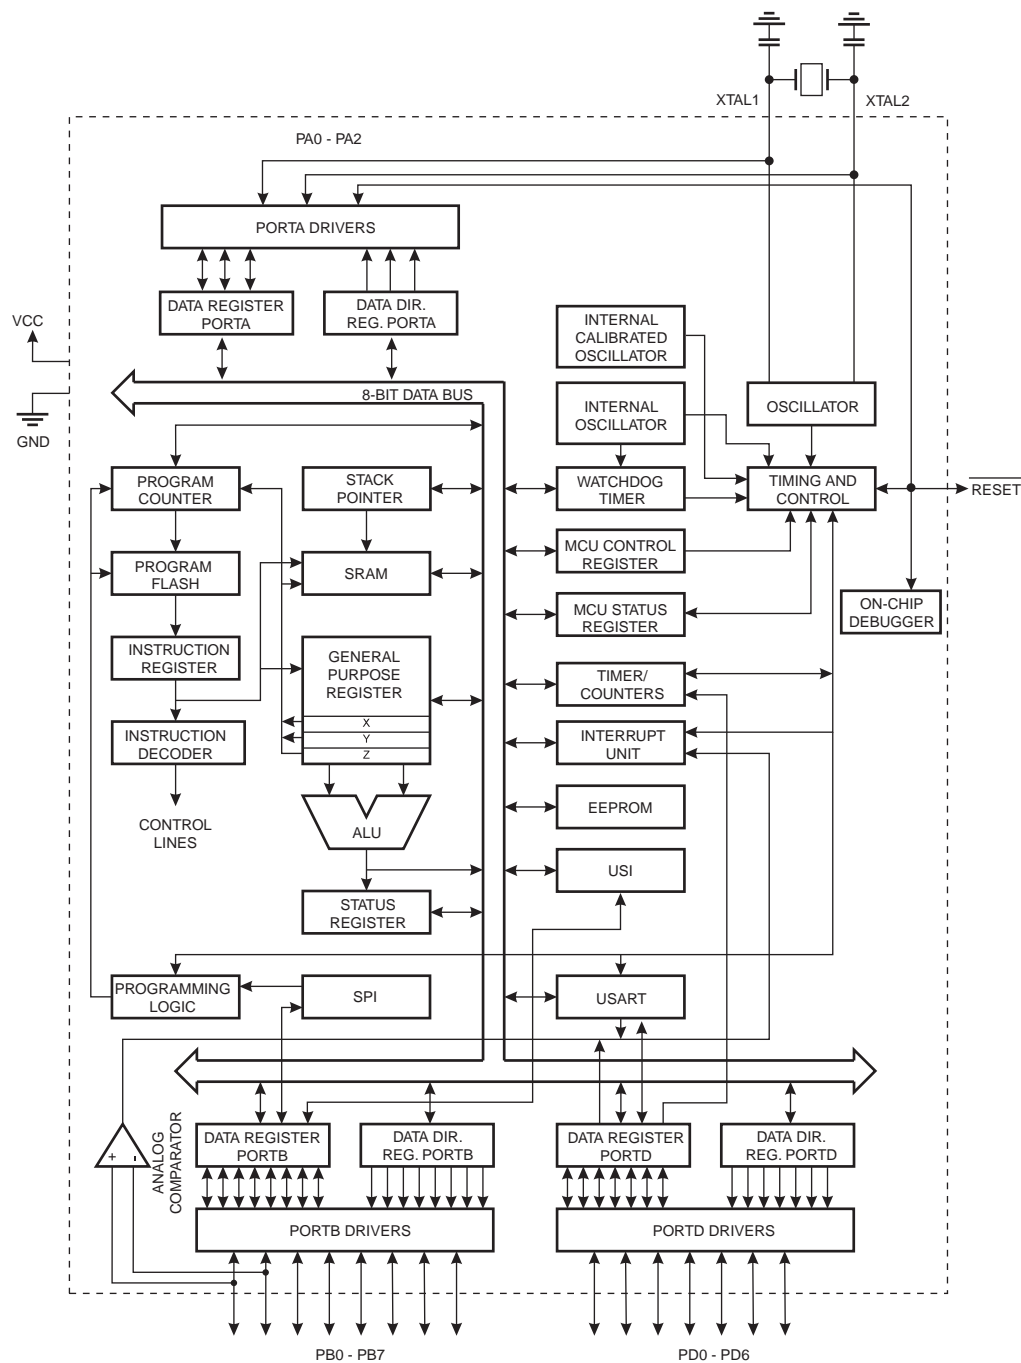 XTAL1
XTAL2
PA0 - PA2
PORTA DRIVERS
DATA REGISTER
PORTA
DATA DIR.
REG. PORTA
VCC
GND
8-BIT DATA BUS
INTERNAL
CALIBRATED
OSCILLATOR
INTERNAL
OSCILLATOR
OSCILLATOR
PROGRAM
COUNTER
STACK
POINTER
WATCHDOG
TIMER
TIMING AND
CONTROL
RESET
PROGRAM
FLASH
SRAM
MCU CONTROL
REGISTER
ON-CHIP
DEBUGGER
MCU STATUS
REGISTER
INSTRUCTION
REGISTER
GENERAL
PURPOSE
REGISTER
X
Y
Z
TIMER/
COUNTERS
INSTRUCTION
DECODER
INTERRUPT
UNIT
CONTROL
LINES
ALU
EEPROM
USI
STATUS
REGISTER
PROGRAMMING
LOGIC
SPI
USART
+
-
ANALOG
COMPARATOR
DATA REGISTER
PORTB
DATA DIR.
REG. PORTB
DATA REGISTER
PORTD
DATA DIR.
REG. PORTD
PORTB DRIVERS
PORTD DRIVERS
PB0 - PB7
PD0 - PD6